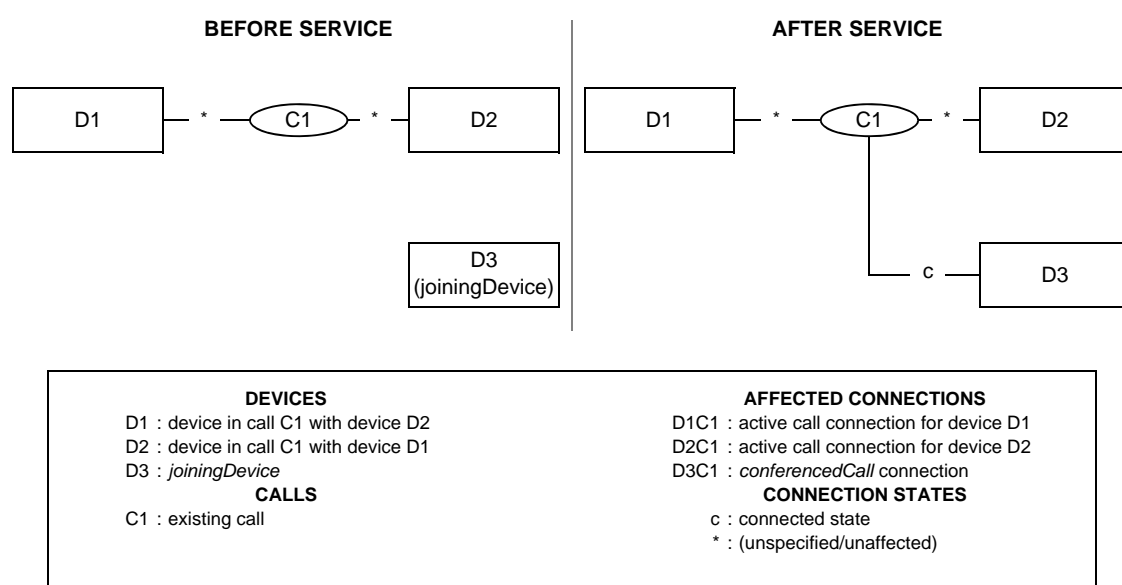 BEFORE SERVICE
AFTER SERVICE
D1 * C1 * D2
D1 * C1 * D2
D3
(joiningDevice)
c D3
DEVICES
D1 : device in call C1 with device D2
D2 : device in call C1 with device D1
D3 : joiningDevice
CALLS
C1 : existing call
AFFECTED CONNECTIONS
D1C1 : active call connection for device D1
D2C1 : active call connection for device D2
D3C1 : conferencedCall connection
CONNECTION STATES
c : connected state
* : (unspecified/unaffected)